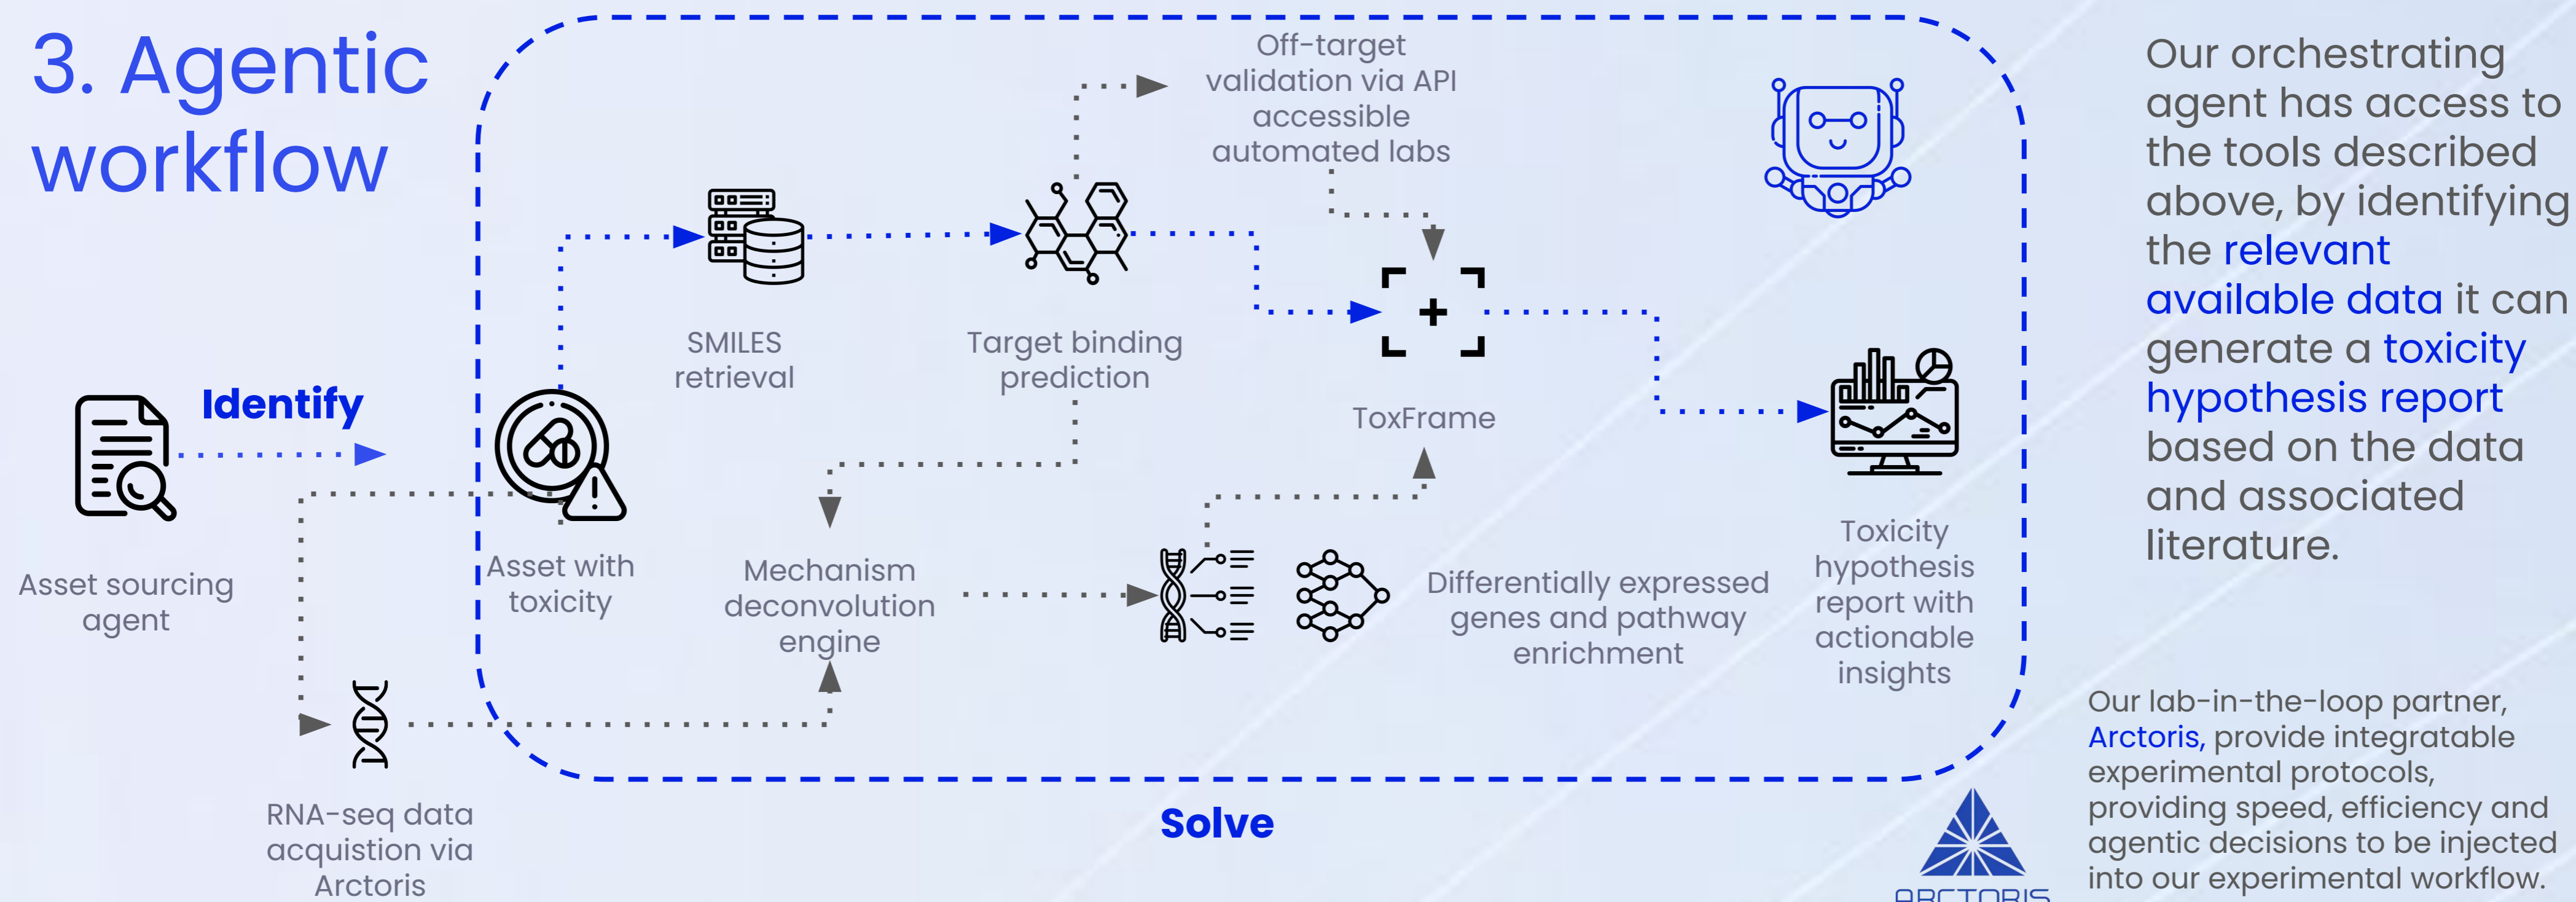 3. Agentic
workflow
Off-target
validation via API
accessible
automated labs
SMILES
retrieval
Target binding
prediction
ToxFrame
Identify
Asset sourcing
agent
Asset with
toxicity
Mechanism
deconvolution
engine
Differentially expressed
genes and pathway
enrichment
Toxicity
hypothesis
report with
actionable
insights
RNA-seq data
acquistion via
Arctoris
Solve
Our orchestrating
agent has access to
the tools described
above, by identifying
the relevant
available data it can
generate a toxicity
hypothesis report
based on the data
and associated
literature.
Our lab-in-the-loop partner,
Arctoris, provide integratable
experimental protocols,
providing speed, efficiency and
agentic decisions to be injected
into our experimental workflow.
ARCTORIS